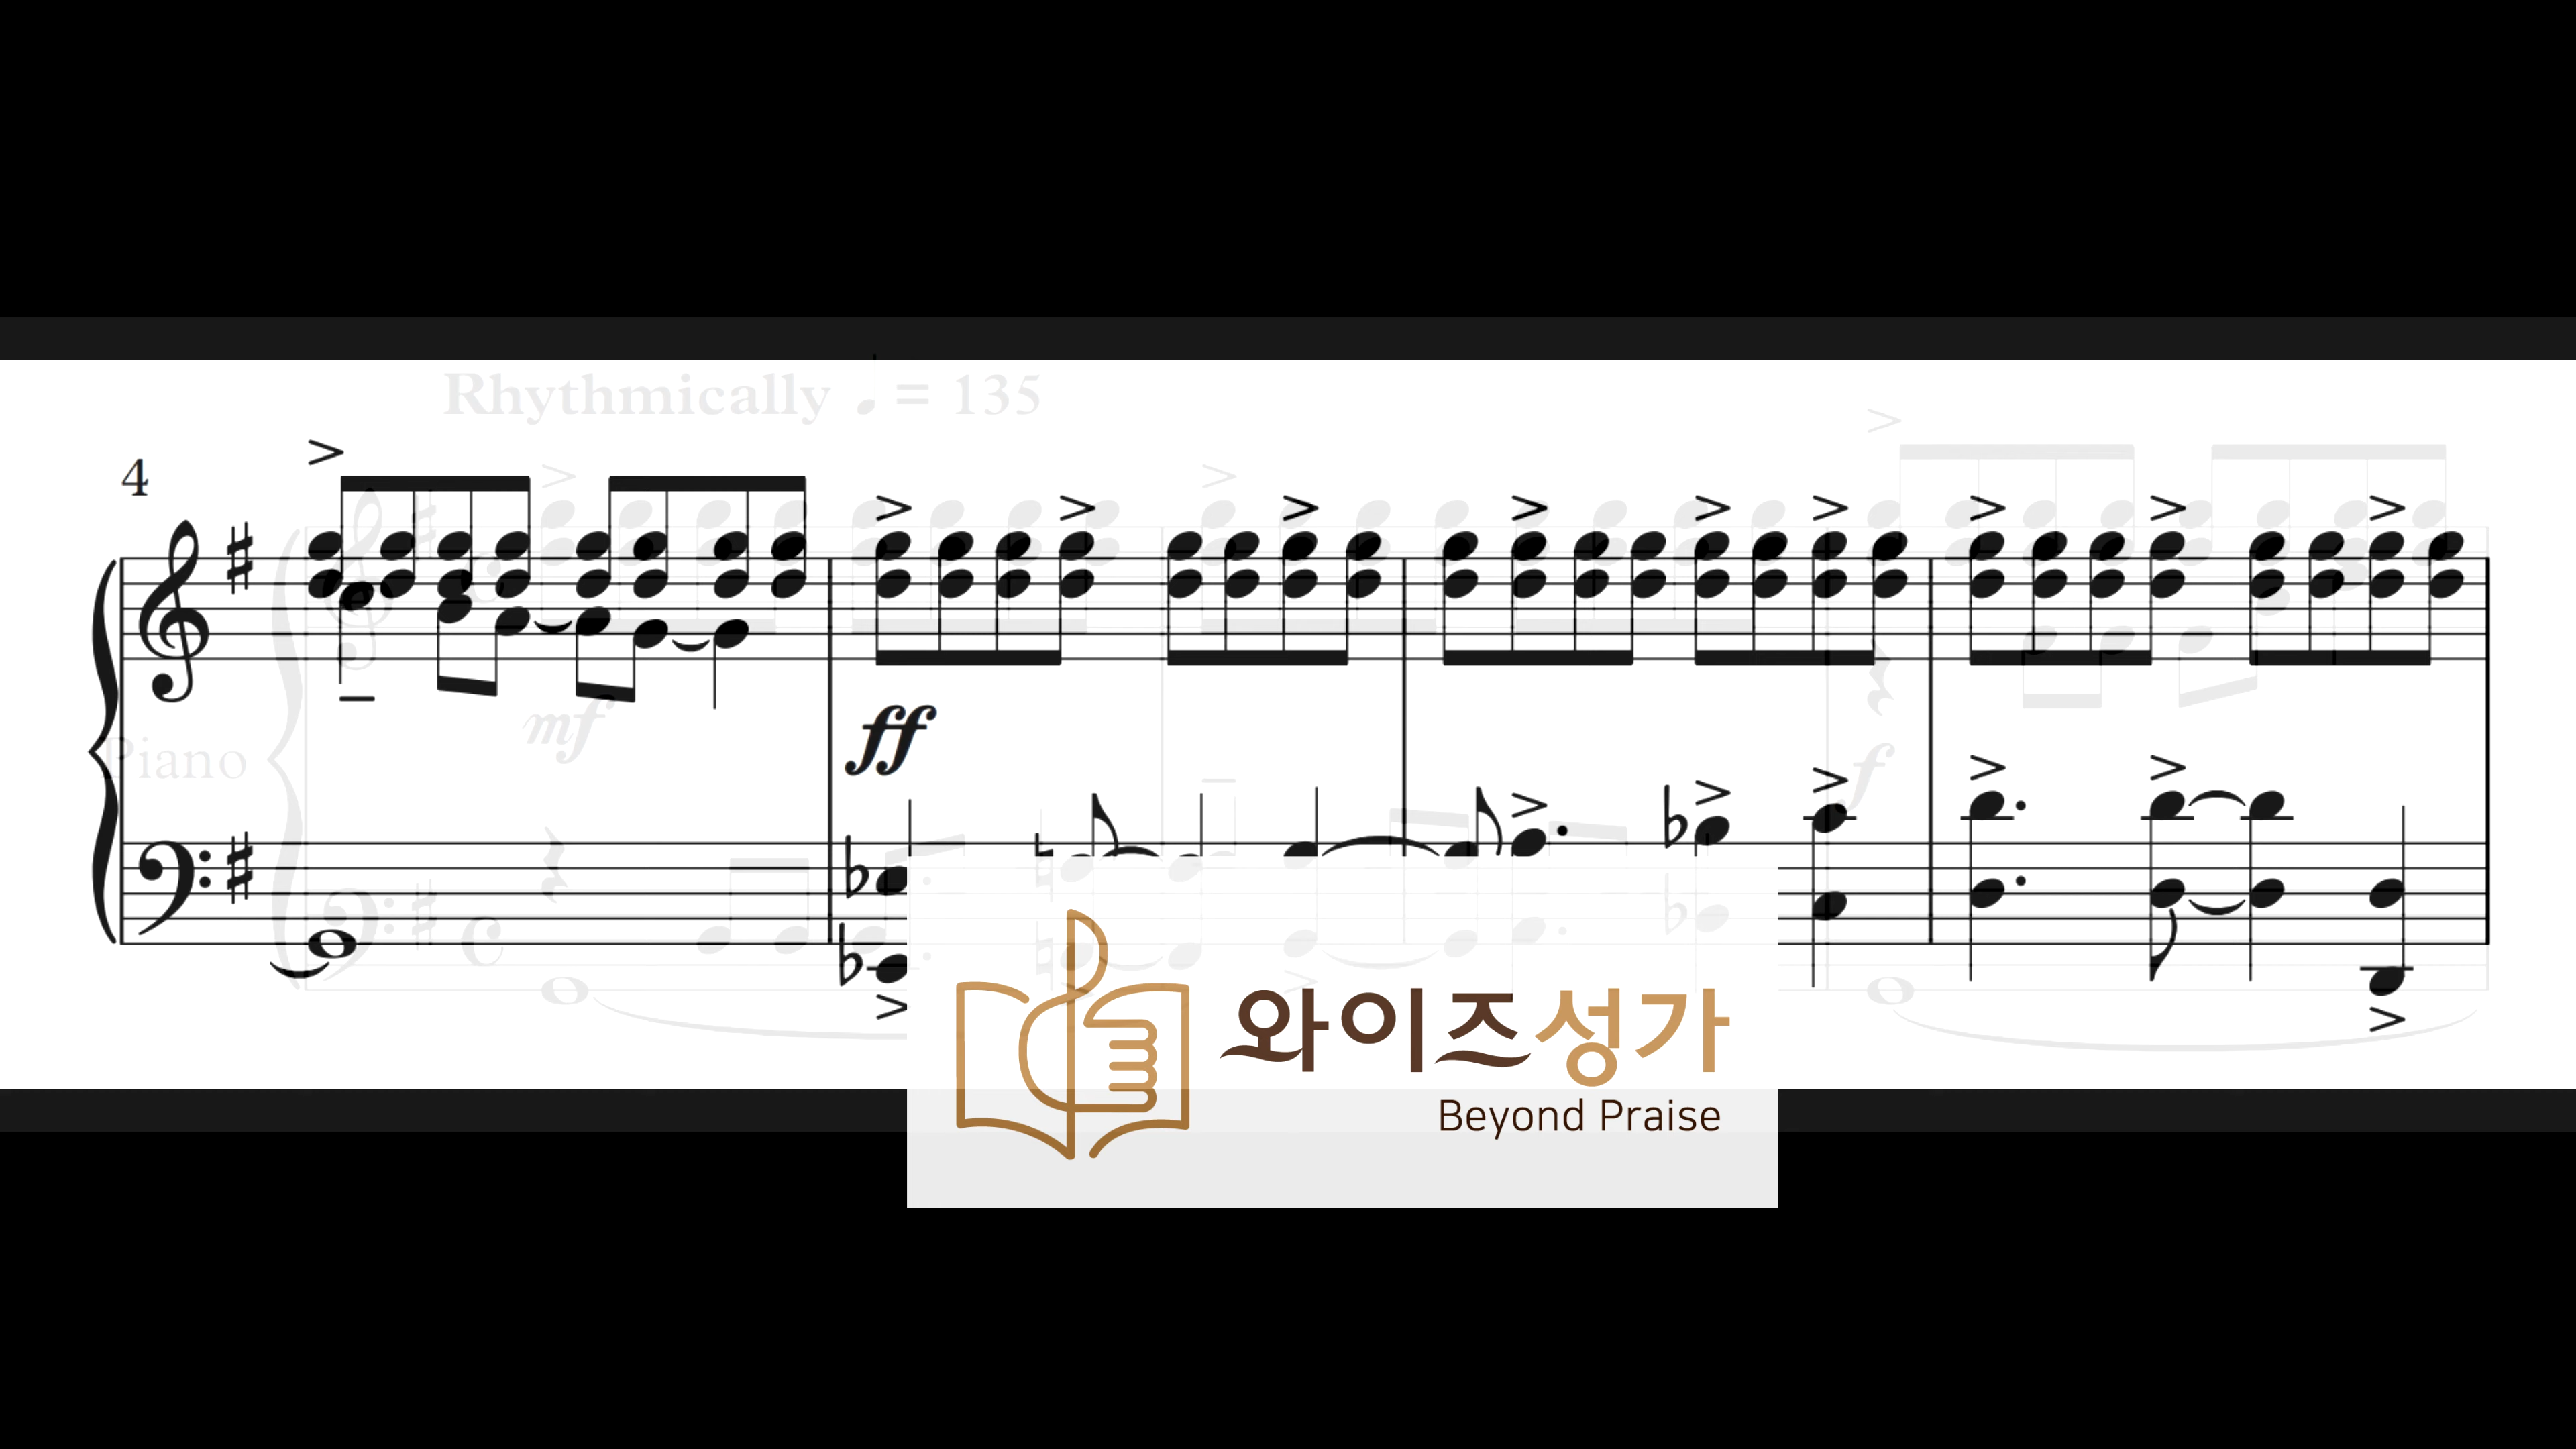 Rhythmically ♩ = 135
4
mf
Piano
ff
f
와이즈성가
Beyond Praise